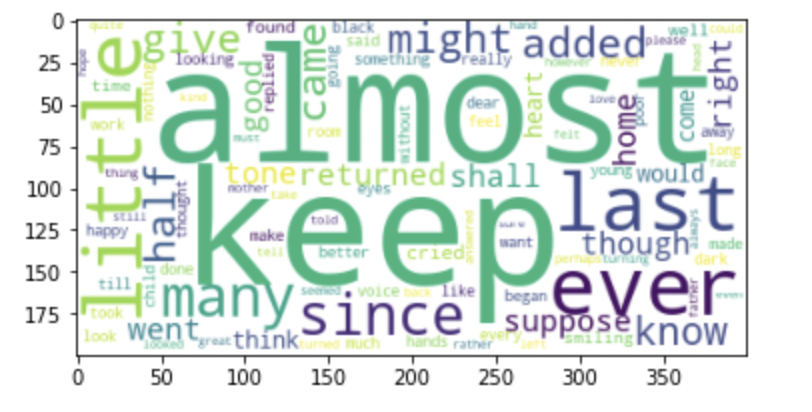 0
25
50
75
100
125
150
175
0
50
100
150
200
250
300
350
quite
found
black
hand
please
well
could
hope
little
give
came
going
said
might
added
right
head
looking
replied
something
really
however
never
time
nothing
good
almost
kind
dear
heart
love
home
poor
come
work
must
room
without
feel
felt
away
long
face
thing
half
thought
tone
returned
shall
young
would
mother
take
eyes
last
still
keep
told
answered
want
always
happy
make
though
made
tell
better
cried
perhaps
turning
dark
till
child
done
many
seemed
voice
back
like
began
ever
father
took
since
suppose
know
look
went
looked
great
think
turned
much
hands
rather
every
left
smiling